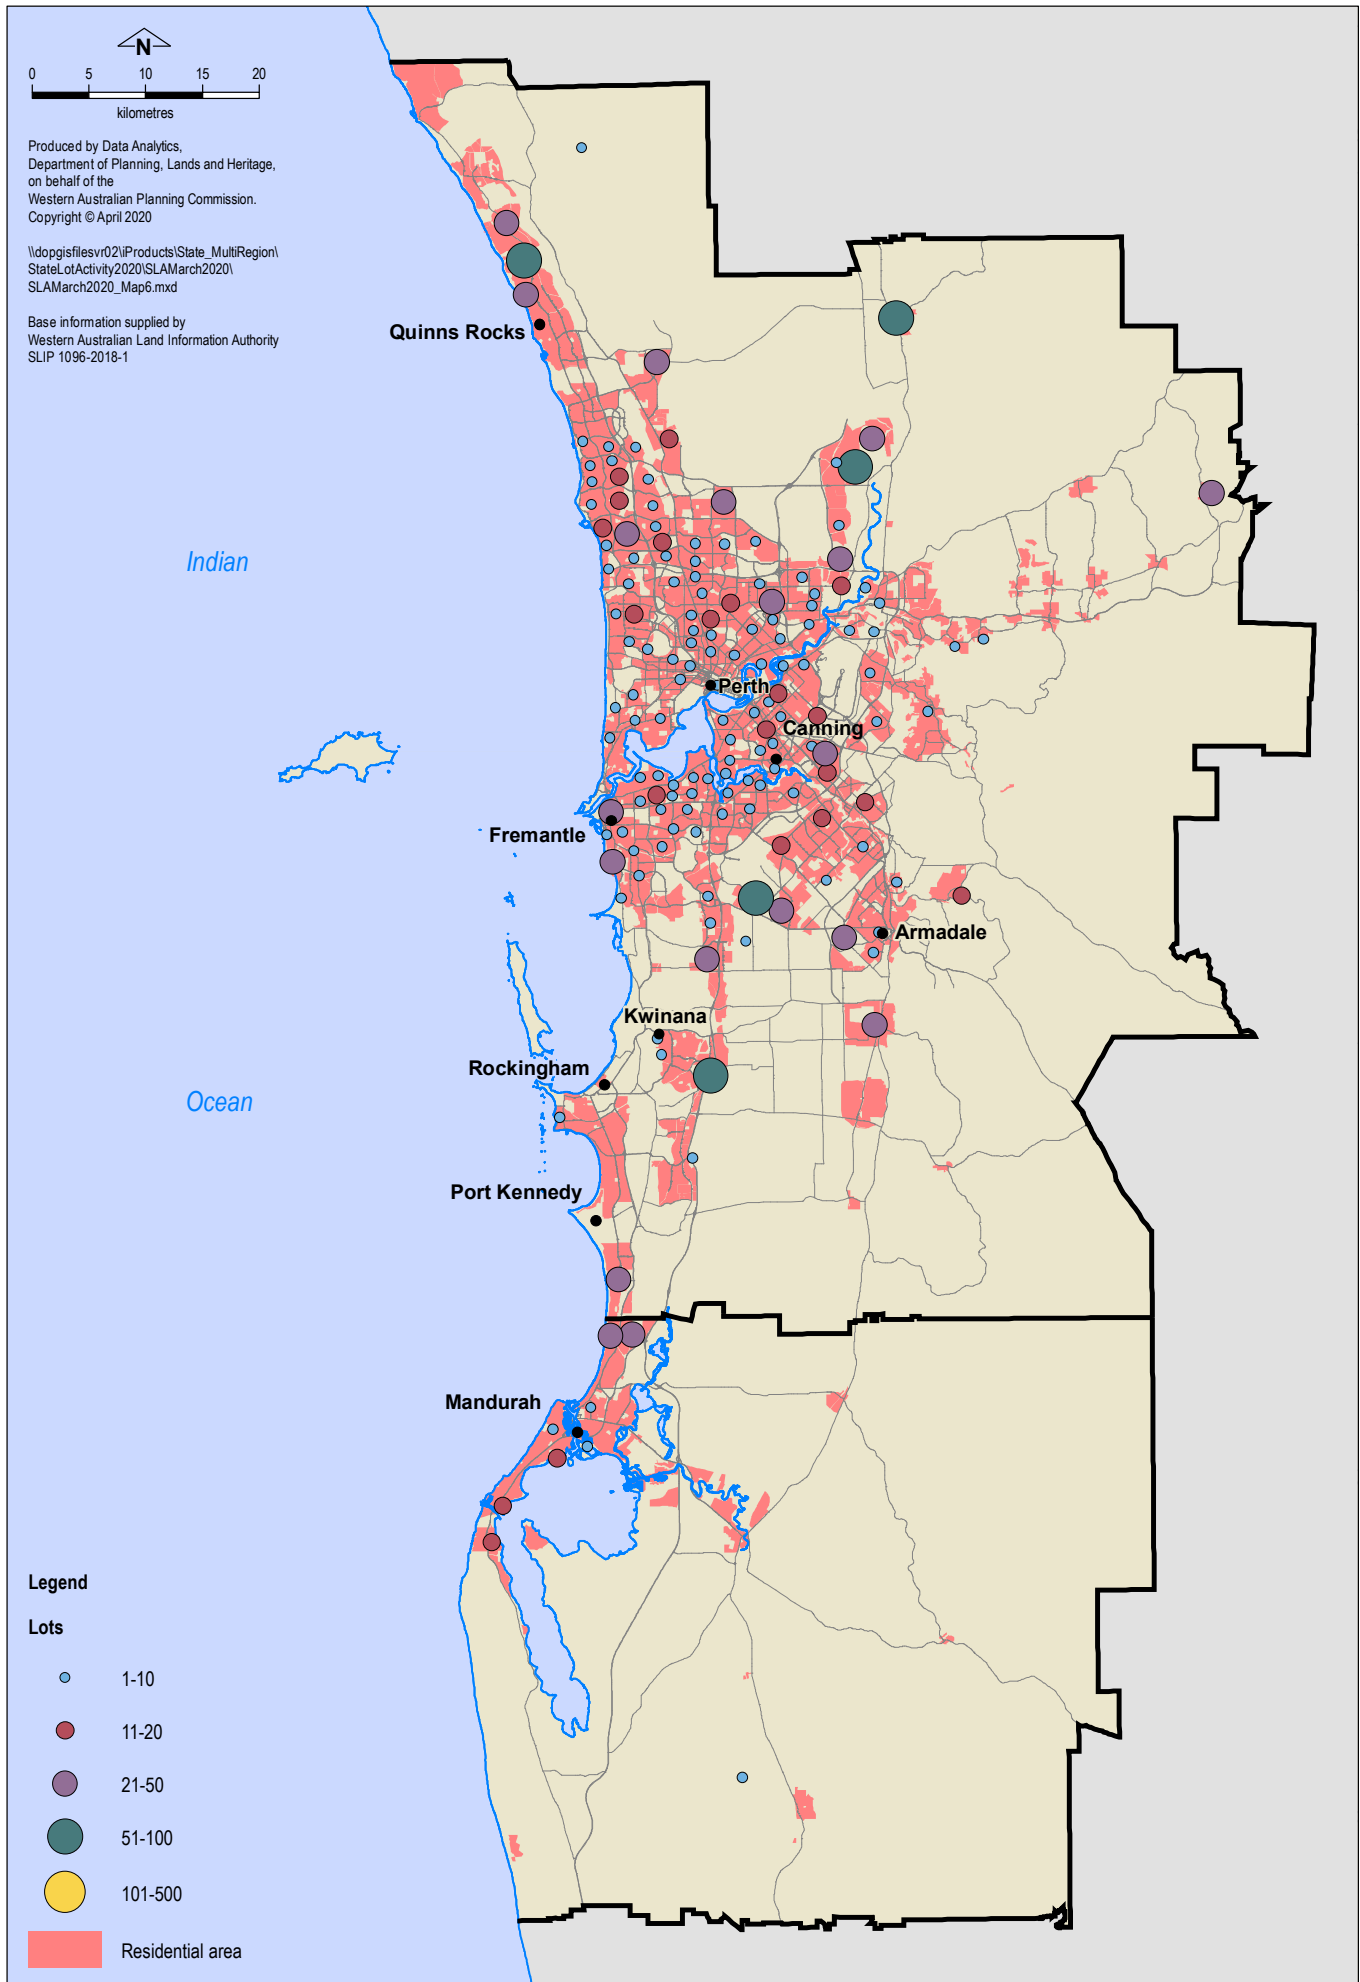 N
0 5 10 15 20
kilometres
Produced by Data Analytics,
Department of Planning, Lands and Heritage,
on behalf of the
Western Australian Planning Commission.
Copyright © April 2020
\\dopgisfilesvr02\iProducts\State_MultiRegion\
StateLotActivity2020\SLAMarch2020\
SLAMarch2020_Map6.mxd
Base information supplied by
Western Australian Land Information Authority
SLIP 1096-2018-1
Quinns Rocks
Indian
Perth
Canning
Fremantle
Armadale
Kwinana
Rockingham
Ocean
Port Kennedy
Mandurah
Legend
Lots
1-10
11-20
21-50
51-100
101-500
Residential area